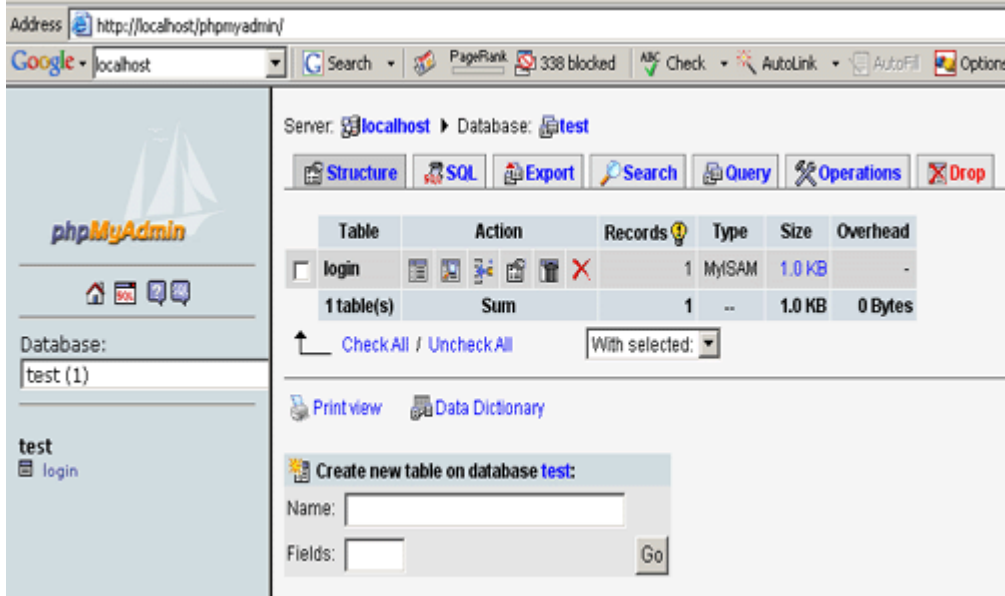 Address http://localhost/phpmyadmin/
Google localhost Search PageRank 338 blocked ABC Check AutoLink AutoFill Options
Server: localhost Database: test
Structure SQL Export Search Query Operations Drop
phpMyAdmin
SQL
Database:
test (1)
test
login
Table Action Records Type Size Overhead
login 1 MyISAM 1.0 KB -
1 table(s) Sum 1 -- 1.0 KB 0 Bytes
Check All / Uncheck All With selected:
Print view Data Dictionary
Create new table on database test:
Name:
Fields: Go